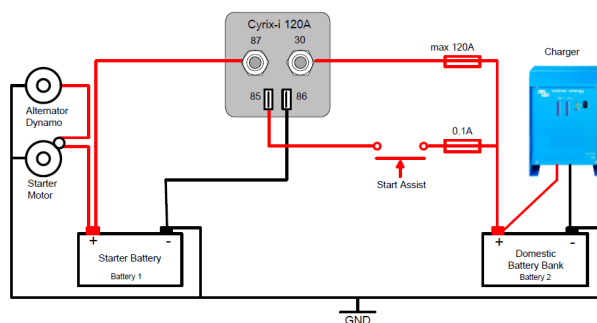 Cyrix-i 120A
87
30
85
86
max 120A
Charger
Alternator
Dynamo
0.1A
Starter
Motor
Start Assist
+
-
Starter Battery
Battery 1
+
-
Domestic
Battery Bank
Battery 2
GND